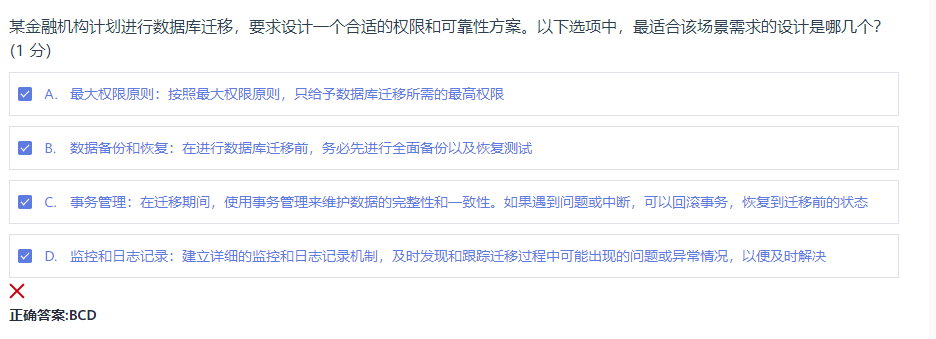 某金融机构计划进行数据库迁移，要求设计一个合适的权限和可靠性方案。以下选项中，最适合该场景需求的设计是哪几个?
(1 分)
A. 最大权限原则：按照最大权限原则，只给予数据库迁移所需的最高权限
B. 数据备份和恢复：在进行数据库迁移前，务必先进行全面备份以及恢复测试
C. 事务管理：在迁移期间，使用事务管理来维护数据的完整性和一致性。如果遇到问题或中断，可以回滚事务，恢复到迁移前的状态
D. 监控和日志记录：建立详细的监控和日志记录机制，及时发现和跟踪迁移过程中可能出现的问题或异常情况，以便及时解决
正确答案:BCD